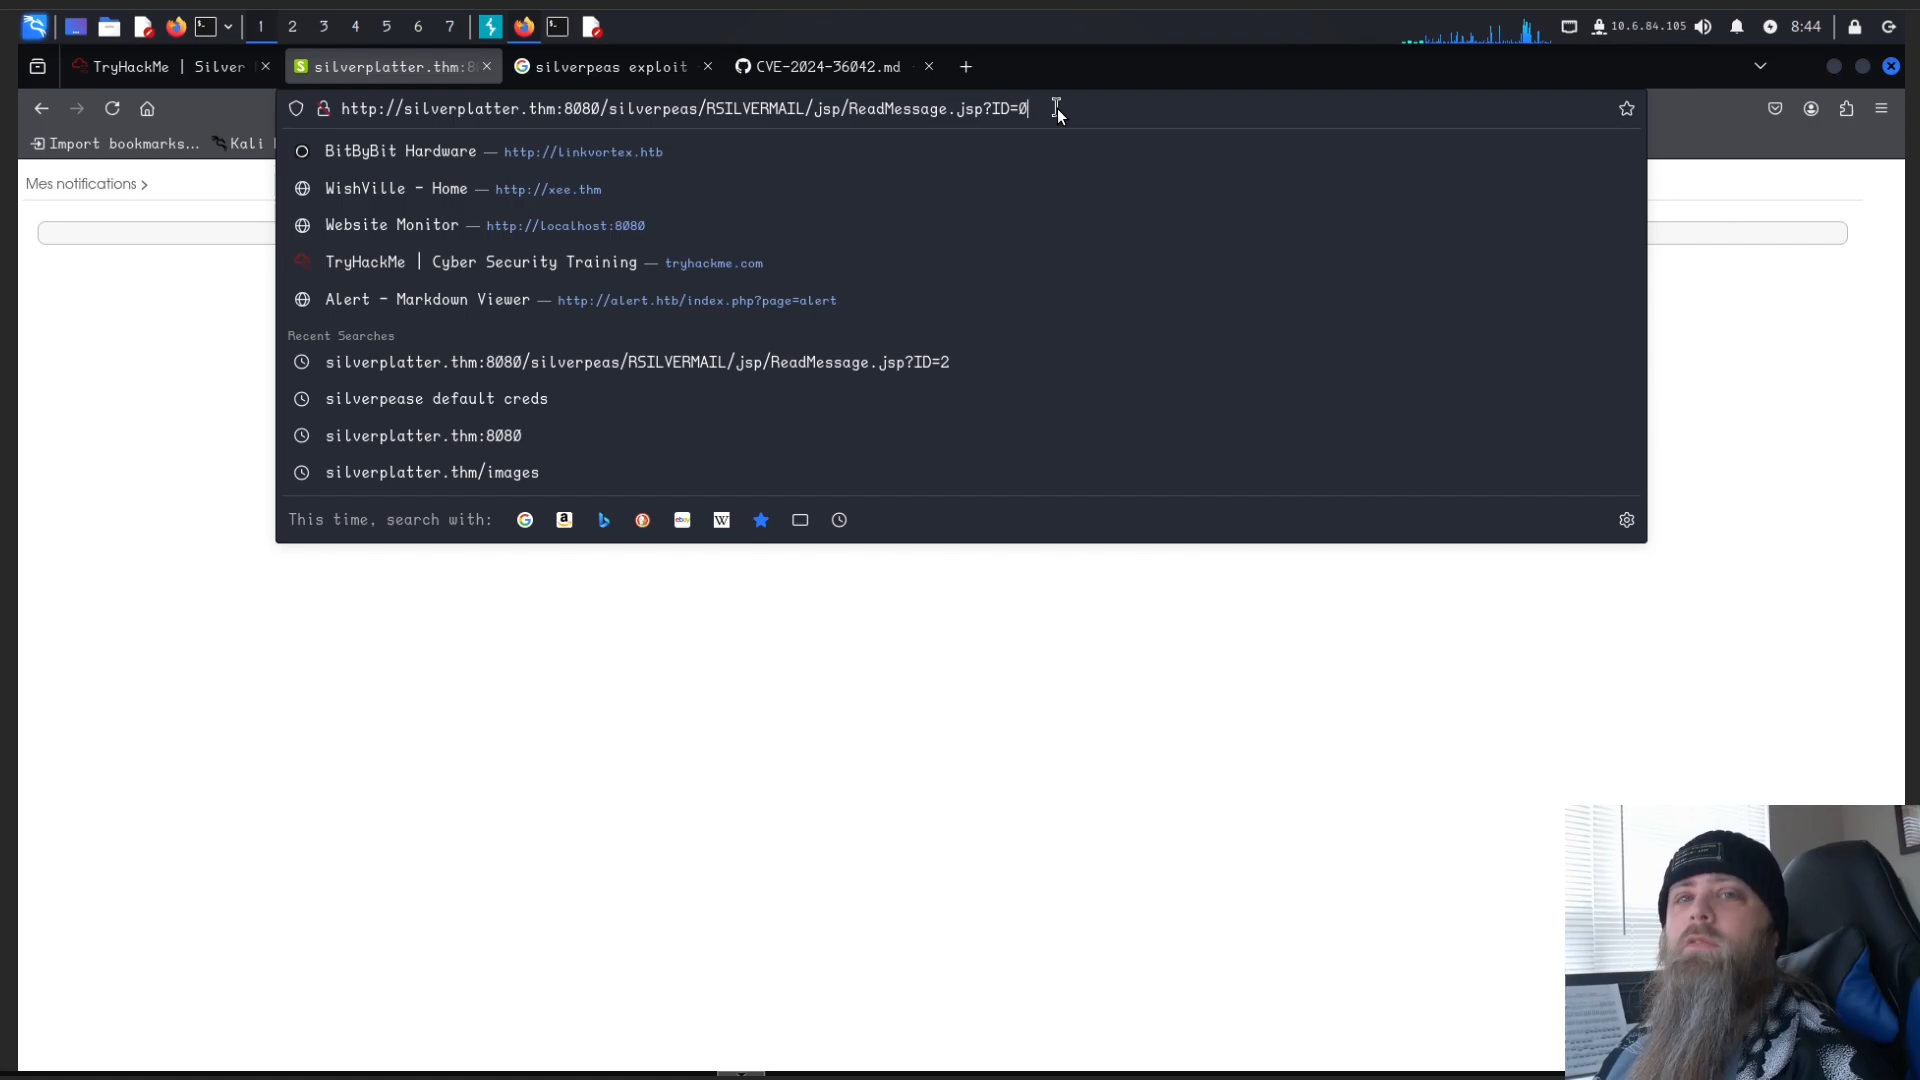 1 2 3 4 5 6 7 10.6.84.105 8:44
TryHackMe | Silver silverplatter.thm:8 silverpeas exploit CVE-2024-36042.md
http://silverplatter.thm:8080/silverpeas/RSILVERMAIL/jsp/ReadMessage.jsp?ID=0
Import bookmarks... Kali
BitByBit Hardware — http://linkvortex.htb
Mes notifications >
WishVille - Home — http://xee.thm
Website Monitor — http://localhost:8080
TryHackMe | Cyber Security Training — tryhackme.com
Alert - Markdown Viewer — http://alert.htb/index.php?page=alert
Recent Searches
silverplatter.thm:8080/silverpeas/RSILVERMAIL/jsp/ReadMessage.jsp?ID=2
silverpease default creds
silverplatter.thm:8080
silverplatter.thm/images
This time, search with: